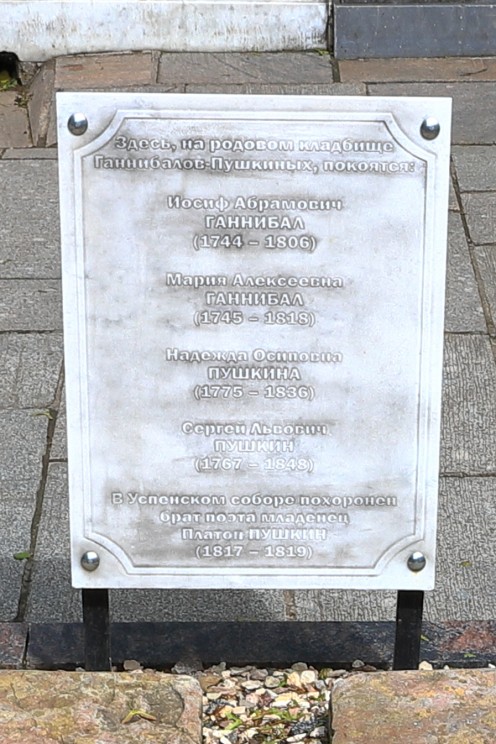 Здесь, на родовом кладбище
Ганнибалов-Пушкиных, покоятся:
Иосиф Абрамович
ГАННИБАЛ
(1744 – 1806)
Мария Алексеевна
ГАННИБАЛ
(1745 – 1818)
Надежда Осиповна
ПУШКИНА
(1775 – 1836)
Сергей Львович
ПУШКИН
(1767 – 1848)
В Успенском соборе похоронен
брат поэта младенец
Платон ПУШКИН
(1817 – 1819)